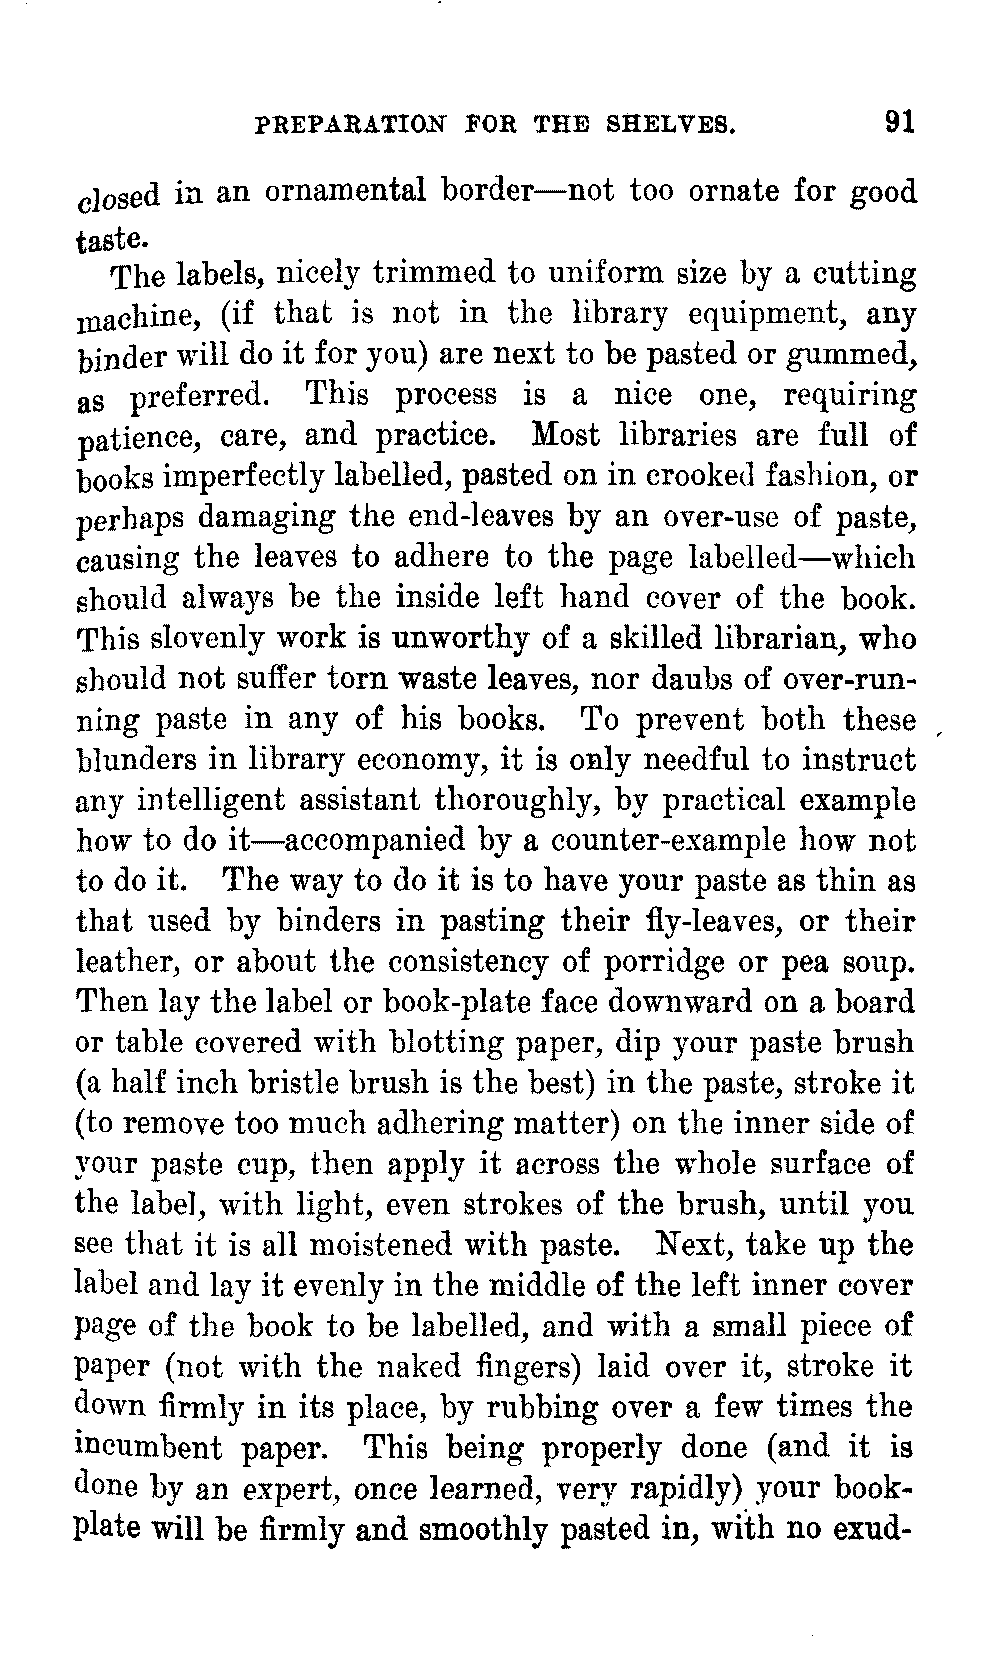 PREPARATION FOR THE SHELVES. 91
closed in an ornamental border—not too ornate for good
taste.
The labels, nicely trimmed to uniform size by a cutting
machine, (if that is not in the library equipment, any
binder will do it for you) are next to be pasted or gummed,
as preferred. This process is a nice one, requiring
patience, care, and practice. Most libraries are full of
books imperfectly labelled, pasted on in crooked fashion, or
perhaps damaging the end-leaves by an over-use of paste,
causing the leaves to adhere to the page labelled—which
should always be the inside left hand cover of the book.
This slovenly work is unworthy of a skilled librarian, who
should not suffer torn waste leaves, nor daubs of over-run-
ning paste in any of his books. To prevent both these
blunders in library economy, it is only needful to instruct
any intelligent assistant thoroughly, by practical example
how to do it—accompanied by a counter-example how not
to do it. The way to do it is to have your paste as thin as
that used by binders in pasting their fly-leaves, or their
leather, or about the consistency of porridge or pea soup.
Then lay the label or book-plate face downward on a board
or table covered with blotting paper, dip your paste brush
(a half inch bristle brush is the best) in the paste, stroke it
(to remove too much adhering matter) on the inner side of
your paste cup, then apply it across the whole surface of
the label, with light, even strokes of the brush, until you
see that it is all moistened with paste. Next, take up the
label and lay it evenly in the middle of the left inner cover
page of the book to be labelled, and with a small piece of
paper (not with the naked fingers) laid over it, stroke it
down firmly in its place, by rubbing over a few times the
incumbent paper. This being properly done (and it is
done by an expert, once learned, very rapidly) your book-
plate will be firmly and smoothly pasted in, with no exud-